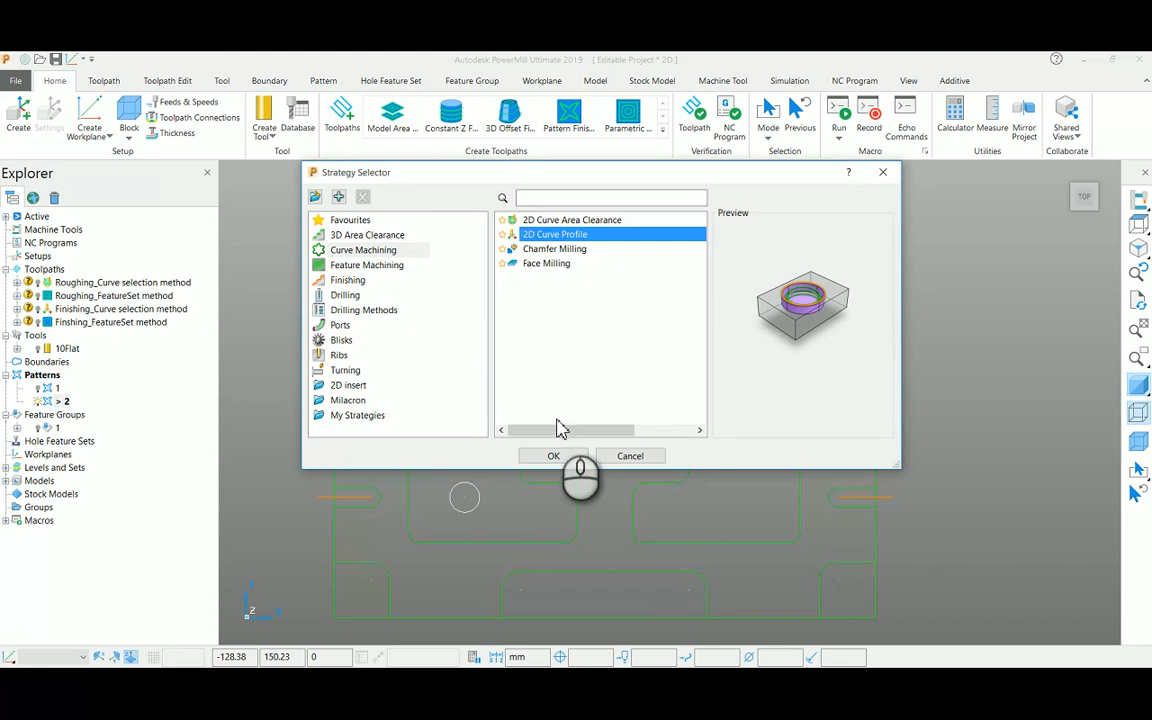 Autodesk PowerMill Ultimate 2019 [ Editable Project * 2D ]
File Home Toolpath Toolpath Edit Tool Boundary Pattern Hole Feature Set Feature Group Workplane Model Stock Model Machine Tool Simulation NC Program View Additive
Create Settings Create Workplane Block Feeds & Speeds
Toolpath Connections
Thickness
Create Tool Database Toolpaths Model Area ... Constant Z F... 3D Offset Fi... Pattern Finis... Parametric ... Toolpath NC Program Mode Previous Run Record Echo Commands Calculator Measure Mirror Project Shared Views
Setup Tool Create Toolpaths Verification Selection Macro Utilities Collaborate
Explorer
Active
Machine Tools
NC Programs
Setups
Toolpaths
Roughing_Curve selection method
Roughing_FeatureSet method
Finishing_Curve selection method
Finshing_FeatureSet method
Tools
10Flat
Boundaries
Patterns
1
> 2
Feature Groups
1
Hole Feature Sets
Workplanes
Levels and Sets
Models
Stock Models
Groups
Macros
Strategy Selector ?
Favourites
3D Area Clearance
Curve Machining
Feature Machining
Finishing
Drilling
Drilling Methods
Ports
Blisks
Ribs
Turning
2D insert
Milacron
My Strategies
2D Curve Area Clearance
2D Curve Profile
Chamfer Milling
Face Milling
Preview
OK Cancel
TOP
Z
-128.38 150.23 0 mm